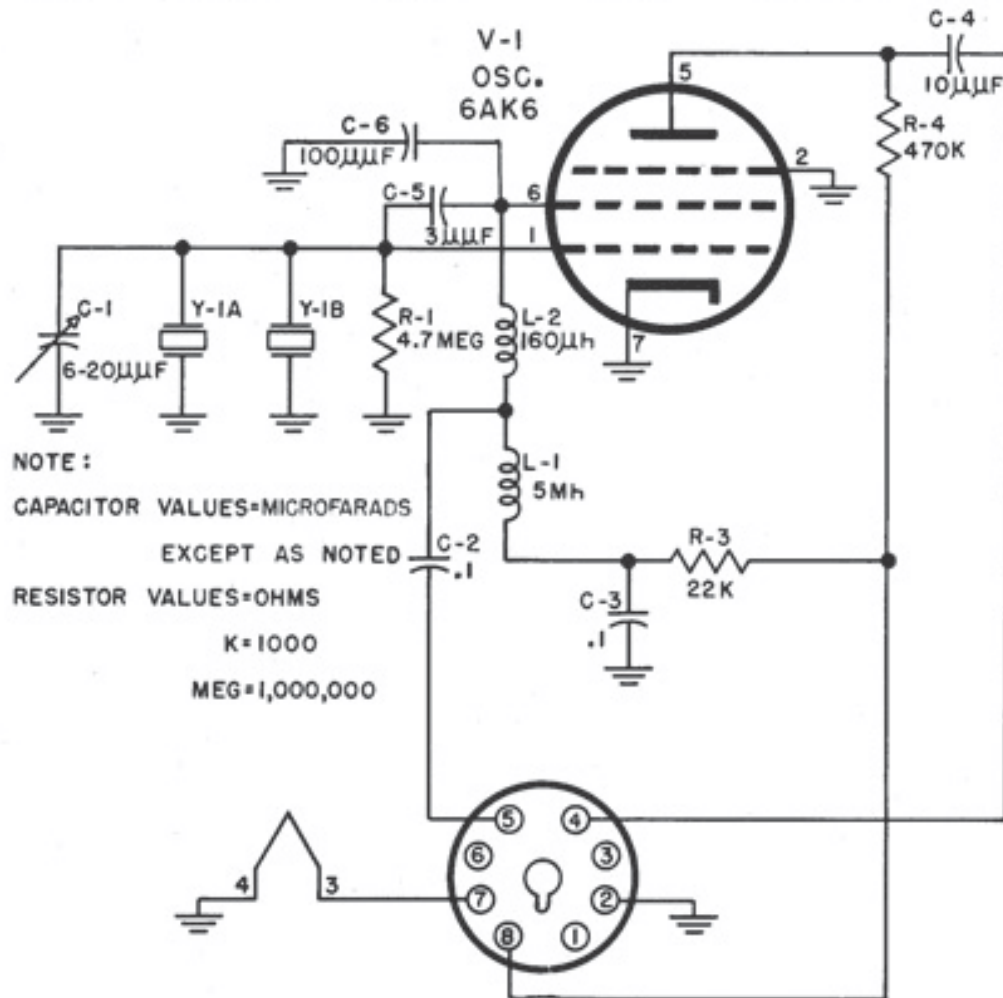 C-4
10µµF
V-1
OSC.
6AK6
5
R-4
470K
C-6
100µµF
2
C-5
6
3µµF
1
C-1
6-20µµF
Y-1A
Y-1B
R-1
4.7MEG
L-2
160µh
7
NOTE:
CAPACITOR VALUES=MICROFARADS
EXCEPT AS NOTED
RESISTOR VALUES=OHMS
K=1000
MEG=1,000,000
L-1
5Mh
C-2
.1
R-3
22K
C-3
.1
5
4
6
3
4
3
7
2
8
1